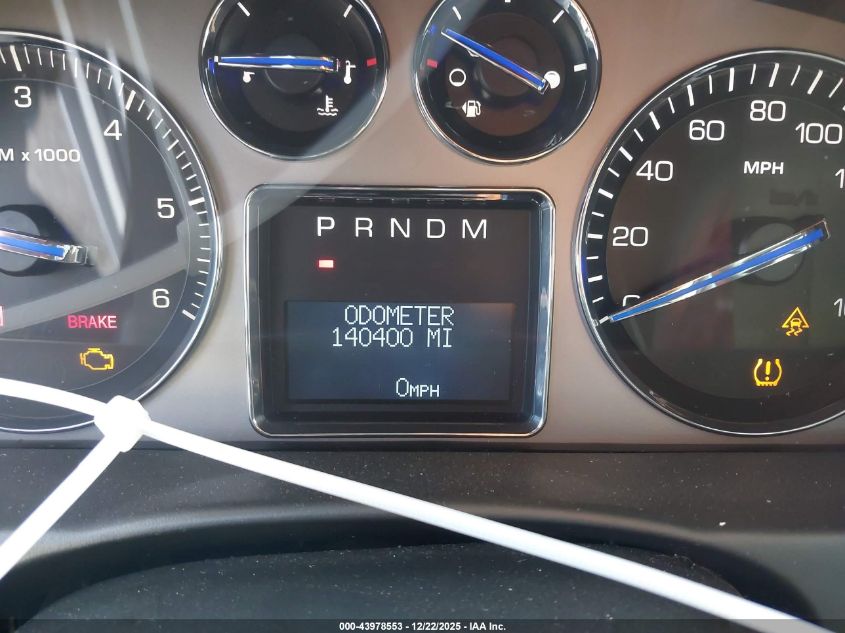 3
4
M x 1000
5
6
BRAKE
P R N D M
ODOMETER
140400 MI
0MPH
0
20
40
60
80
100
MPH
000-43978553 - 12/22/2025 - IAA Inc.